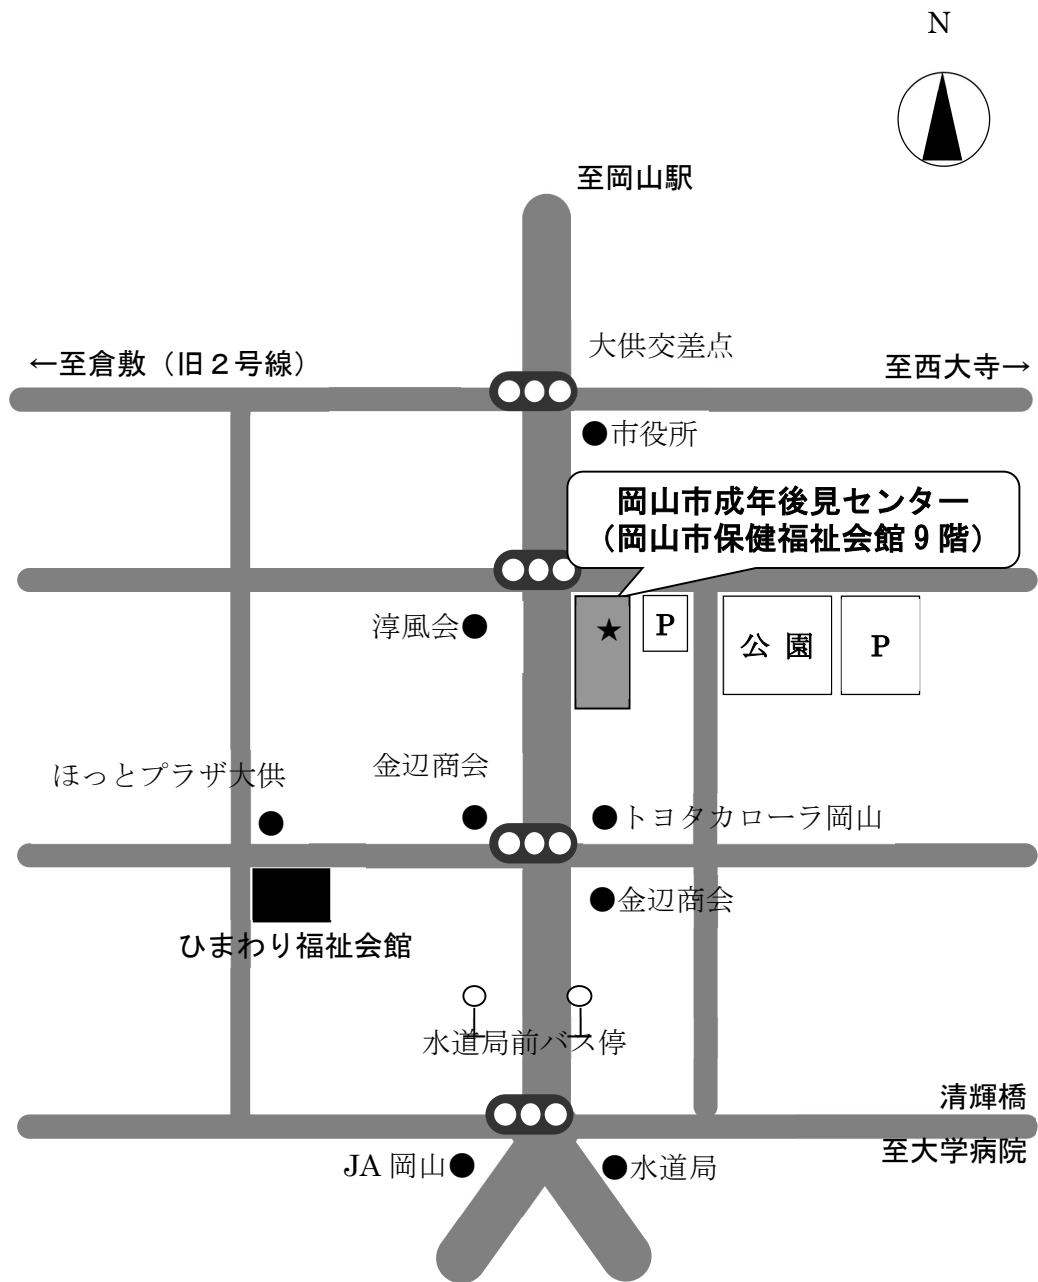 N
至岡山駅
大供交差点
←至倉敷（旧２号線）
至西大寺→
●市役所
岡山市成年後見センター
（岡山市保健福祉会館 9 階）
淳風会●
★
P
公 園
P
ほっとプラザ大供
金辺商会
●トヨタカローラ岡山
●金辺商会
ひまわり福祉会館
水道局前バス停
清輝橋
至大学病院
JA 岡山●
●水道局